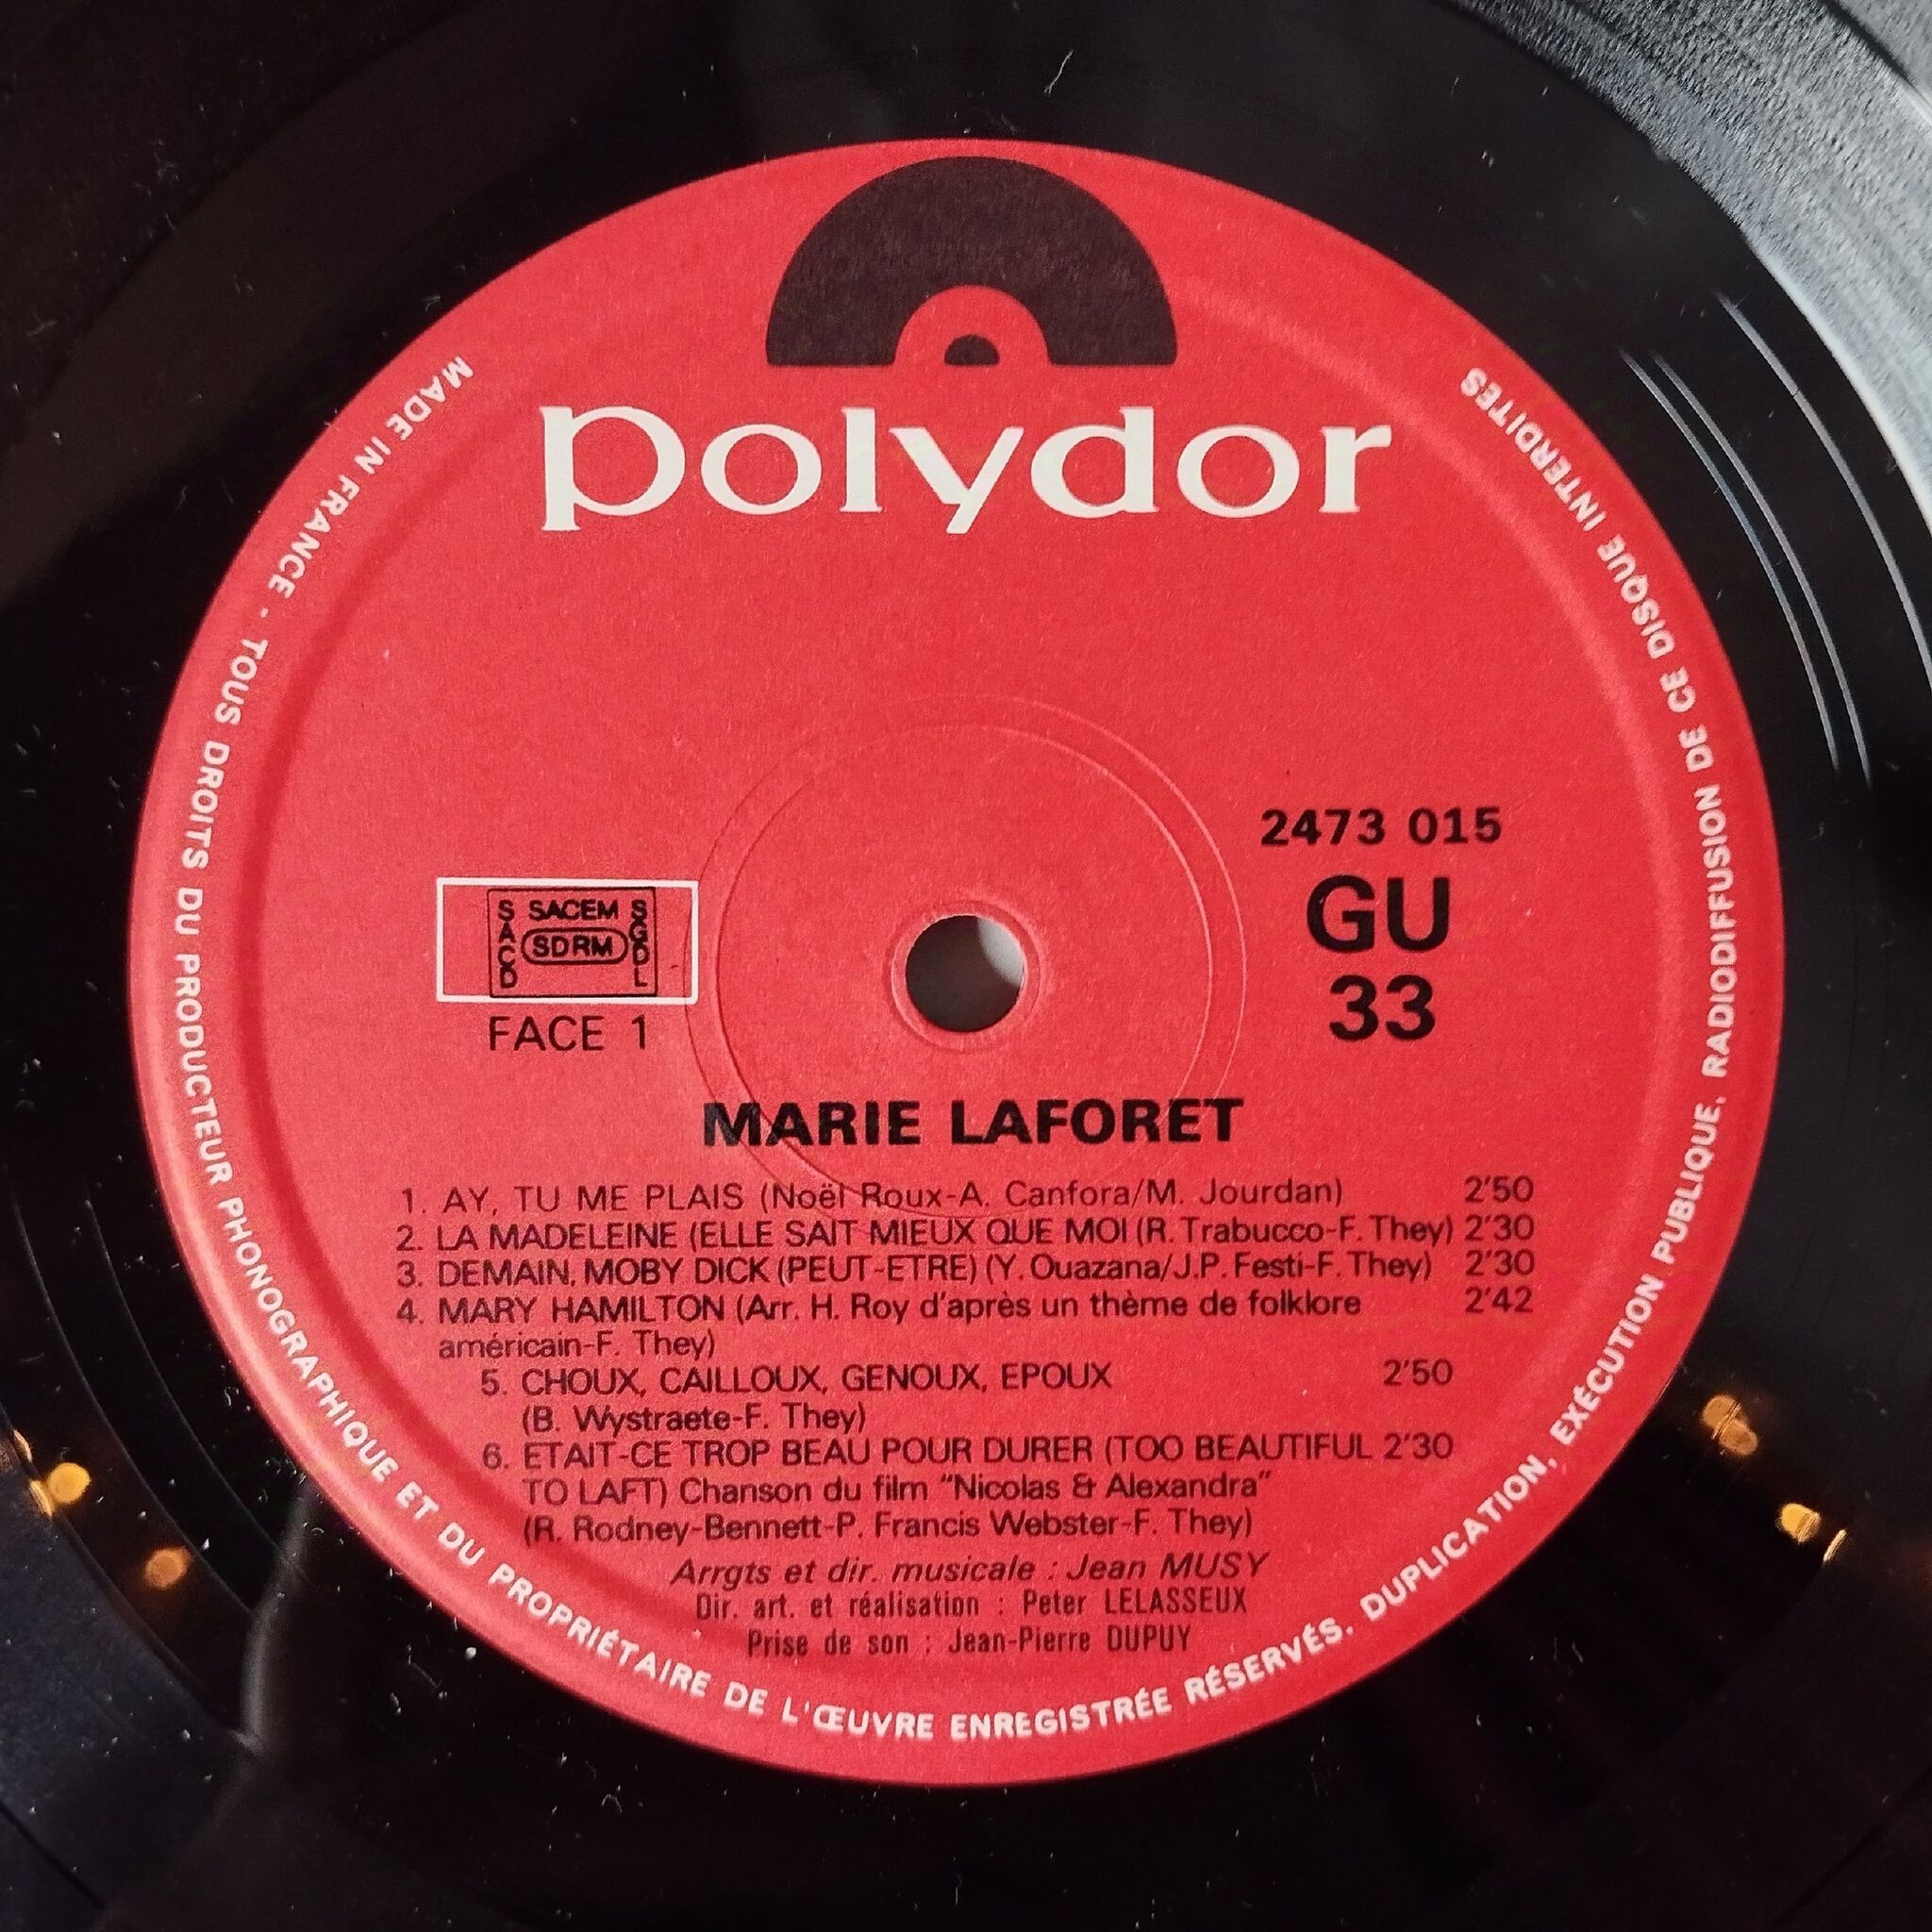 polydor
MADE IN FRANCE - TOUS DROITS DU PRODUCTEUR PHONOGRAPHIQUE ET DU PROPRIÉTAIRE DE L'ŒUVRE ENREGISTRÉE RÉSERVÉS. DUPLICATION, EXÉCUTION PUBLIQUE, RADIODIFFUSION DE CE DISQUE INTERDITES
2473 015
GU
33
SACEM
SACD
SDRM
SGDL
FACE 1
MARIE LAFORET
1. AY, TU ME PLAIS (Noël Roux-A. Canfora/M. Jourdan) 2'50
2. LA MADELEINE (ELLE SAIT MIEUX QUE MOI (R. Trabucco-F. They) 2'30
3. DEMAIN, MOBY DICK (PEUT-ETRE) (Y. Ouazana/J.P. Festi-F. They) 2'30
4. MARY HAMILTON (Arr. H. Roy d'après un thème de folklore 2'42
américain-F. They)
5. CHOUX, CAILLOUX, GENOUX, EPOUX 2'50
(B. Wystraete-F. They)
6. ETAIT-CE TROP BEAU POUR DURER (TOO BEAUTIFUL 2'30
TO LAFT) Chanson du film "Nicolas & Alexandra"
(R. Rodney-Bennett-P. Francis Webster-F. They)
Arrgts et dir. musicale : Jean MUSY
Dir. art. et réalisation : Peter LELASSEUX
Prise de son : Jean-Pierre DUPUY